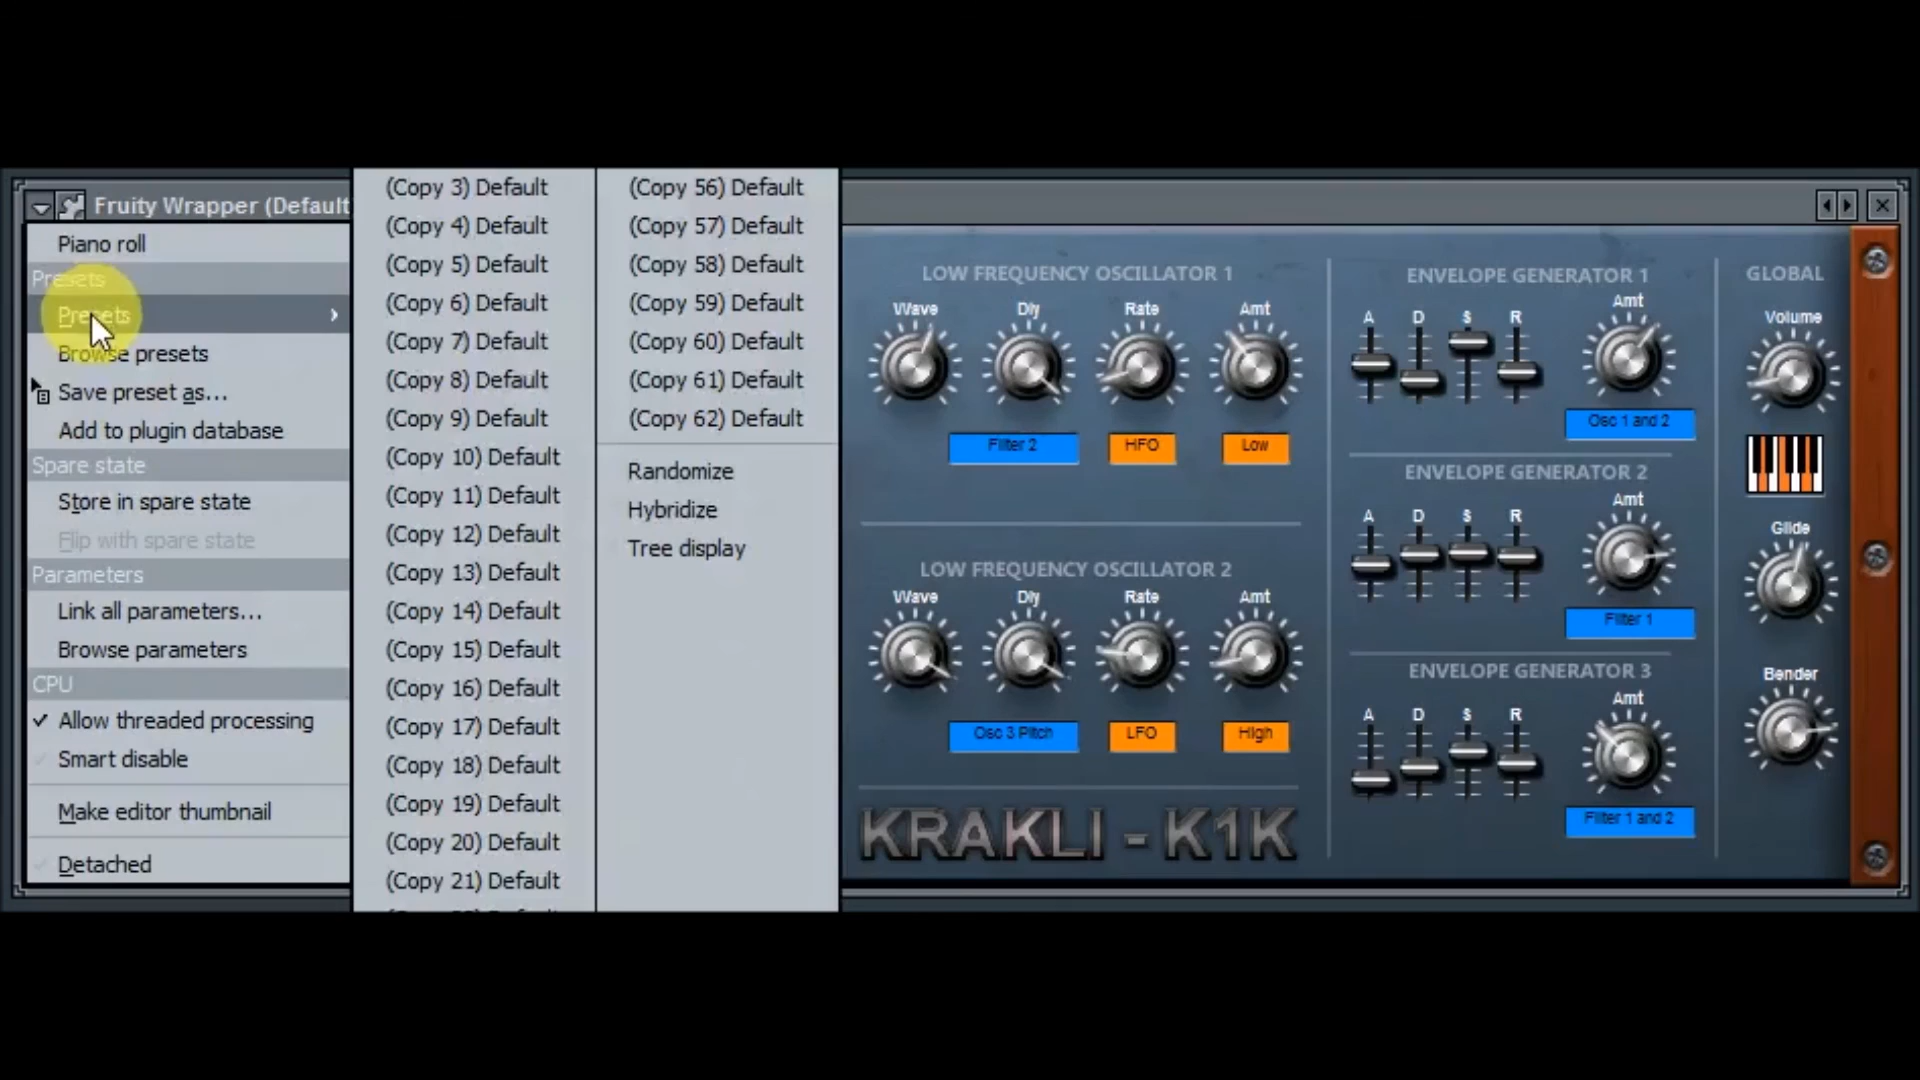 Fruity Wrapper (Default
Piano roll
Presets
Presets
Browse presets
Save preset as...
Add to plugin database
Spare state
Store in spare state
Flip with spare state
Parameters
Link all parameters...
Browse parameters
CPU
Allow threaded processing
Smart disable
Make editor thumbnail
Detached
(Copy 3) Default
(Copy 4) Default
(Copy 5) Default
(Copy 6) Default
(Copy 7) Default
(Copy 8) Default
(Copy 9) Default
(Copy 10) Default
(Copy 11) Default
(Copy 12) Default
(Copy 13) Default
(Copy 14) Default
(Copy 15) Default
(Copy 16) Default
(Copy 17) Default
(Copy 18) Default
(Copy 19) Default
(Copy 20) Default
(Copy 21) Default
(Copy 56) Default
(Copy 57) Default
(Copy 58) Default
(Copy 59) Default
(Copy 60) Default
(Copy 61) Default
(Copy 62) Default
Randomize
Hybridize
Tree display
LOW FREQUENCY OSCILLATOR 1
Wave Dly Rate Amt
Filter 2 HFO Low
LOW FREQUENCY OSCILLATOR 2
Wave Dly Rate Amt
Osc 3 Pitch LFO High
KRAKLI - K1K
ENVELOPE GENERATOR 1
A D S R Amt
Osc 1 and 2
ENVELOPE GENERATOR 2
A D S R Amt
Filter 1
ENVELOPE GENERATOR 3
A D S R Amt
Filter 1 and 2
GLOBAL
Volume
Glide
Bender